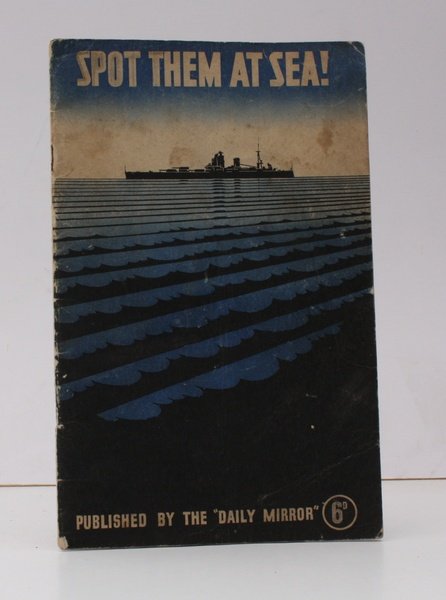 SPOT THEM AT SEA!
PUBLISHED BY THE "DAILY MIRROR" 6D